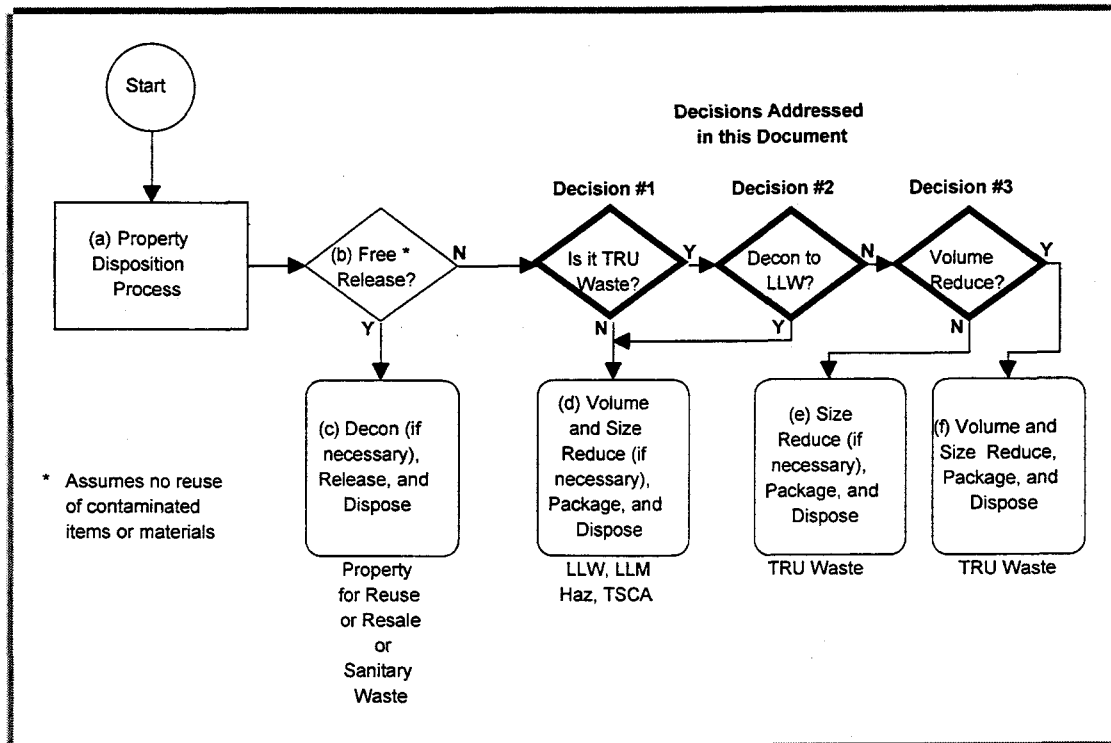 Start
Decisions Addressed
in this Document
Decision #1
Decision #2
Decision #3
(a) Property
Disposition
Process
(b) Free *
Release?
N
Y
Is it TRU
Waste?
Y
N
Decon to
LLW?
N
Y
Volume
Reduce?
Y
N
(c) Decon (if
necessary),
Release, and
Dispose
(d) Volume
and Size
Reduce (if
necessary),
Package, and
Dispose
(e) Size
Reduce (if
necessary),
Package, and
Dispose
(f) Volume and
Size Reduce,
Package, and
Dispose
* Assumes no reuse
of contaminated
items or materials
Property
for Reuse
or Resale
or
Sanitary
Waste
LLW, LLM
Haz, TSCA
TRU Waste
TRU Waste